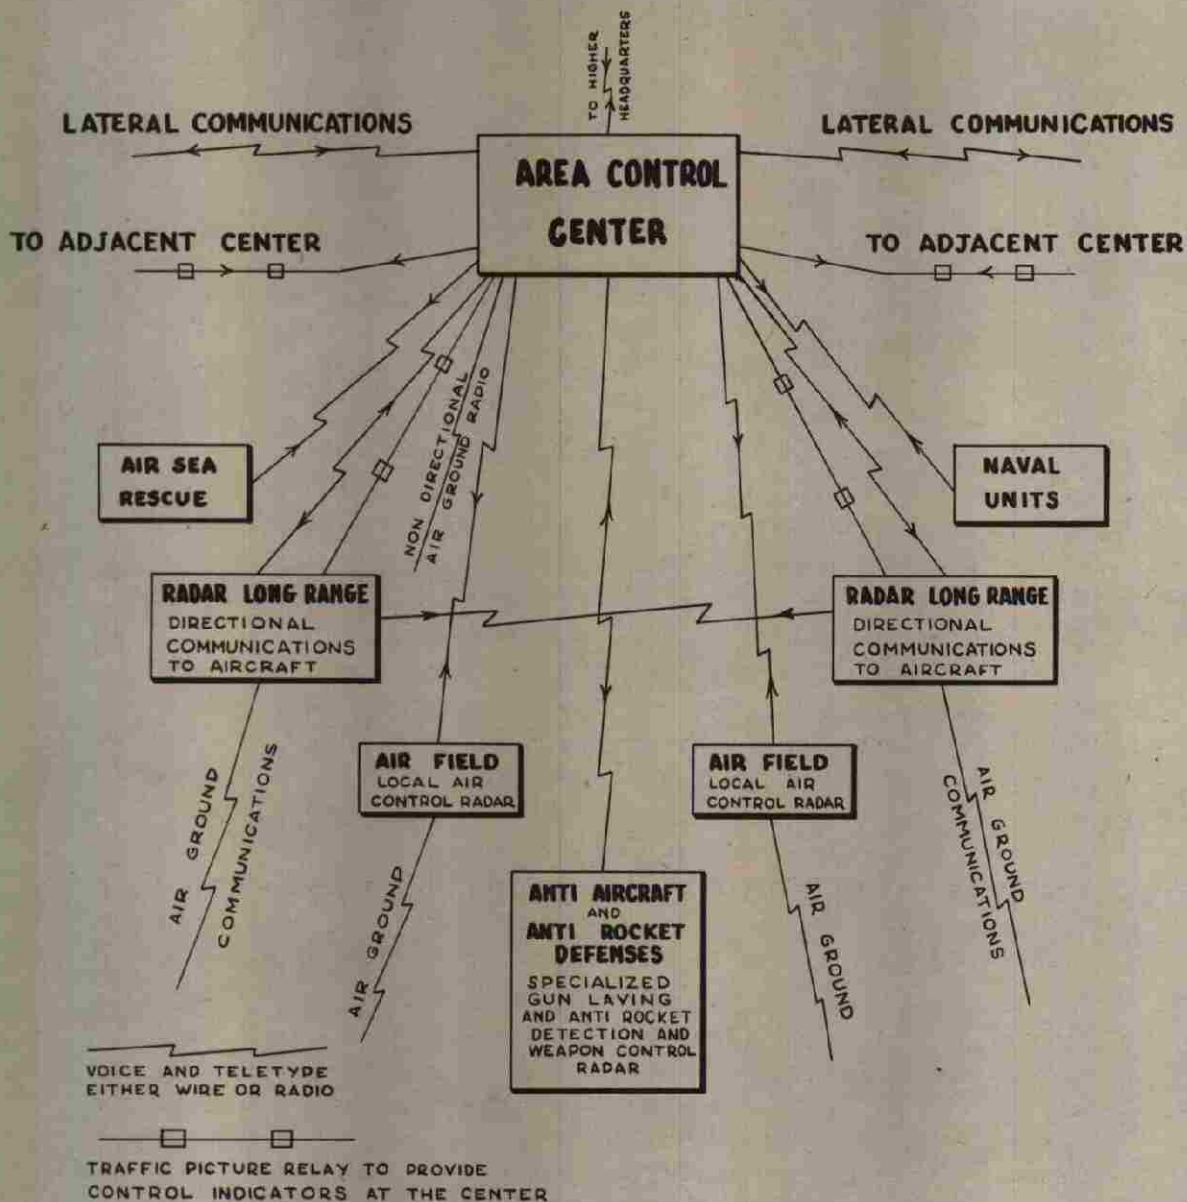 TO HIGHER
HEADQUARTERS
LATERAL COMMUNICATIONS
LATERAL COMMUNICATIONS
AREA CONTROL
CENTER
TO ADJACENT CENTER
TO ADJACENT CENTER
NON DIRECTIONAL
AIR GROUND RADIO
AIR SEA
RESCUE
NAVAL
UNITS
RADAR LONG RANGE
DIRECTIONAL
COMMUNICATIONS
TO AIRCRAFT
RADAR LONG RANGE
DIRECTIONAL
COMMUNICATIONS
TO AIRCRAFT
AIR FIELD
LOCAL AIR
CONTROL RADAR
AIR FIELD
LOCAL AIR
CONTROL RADAR
AIR GROUND
COMMUNICATIONS
AIR GROUND
AIR GROUND
AIR GROUND
COMMUNICATIONS
ANTI AIRCRAFT
AND
ANTI ROCKET
DEFENSES
SPECIALIZED
GUN LAYING
AND ANTI ROCKET
DETECTION AND
WEAPON CONTROL
RADAR
VOICE AND TELETYPE
EITHER WIRE OR RADIO
TRAFFIC PICTURE RELAY TO PROVIDE
CONTROL INDICATORS AT THE CENTER